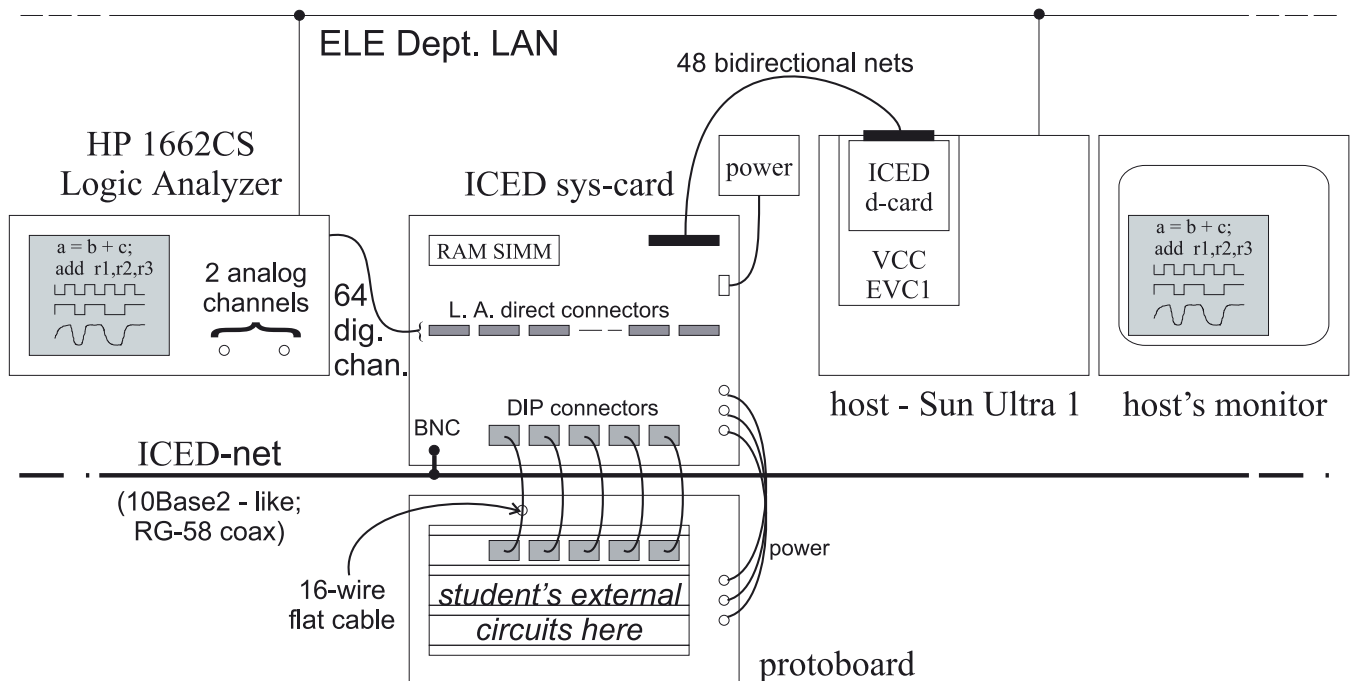 ELE Dept. LAN
48 bidirectional nets
HP 1662CS
Logic Analyzer
ICED sys-card
power
ICED
d-card
VCC
EVC1
a = b + c;
add r1,r2,r3
2 analog
channels
64
dig.
chan.
RAM SIMM
L. A. direct connectors
a = b + c;
add r1,r2,r3
host - Sun Ultra 1
host's monitor
DIP connectors
BNC
ICED-net
(10Base2 - like;
RG-58 coax)
power
16-wire
flat cable
student's external
circuits here
protoboard